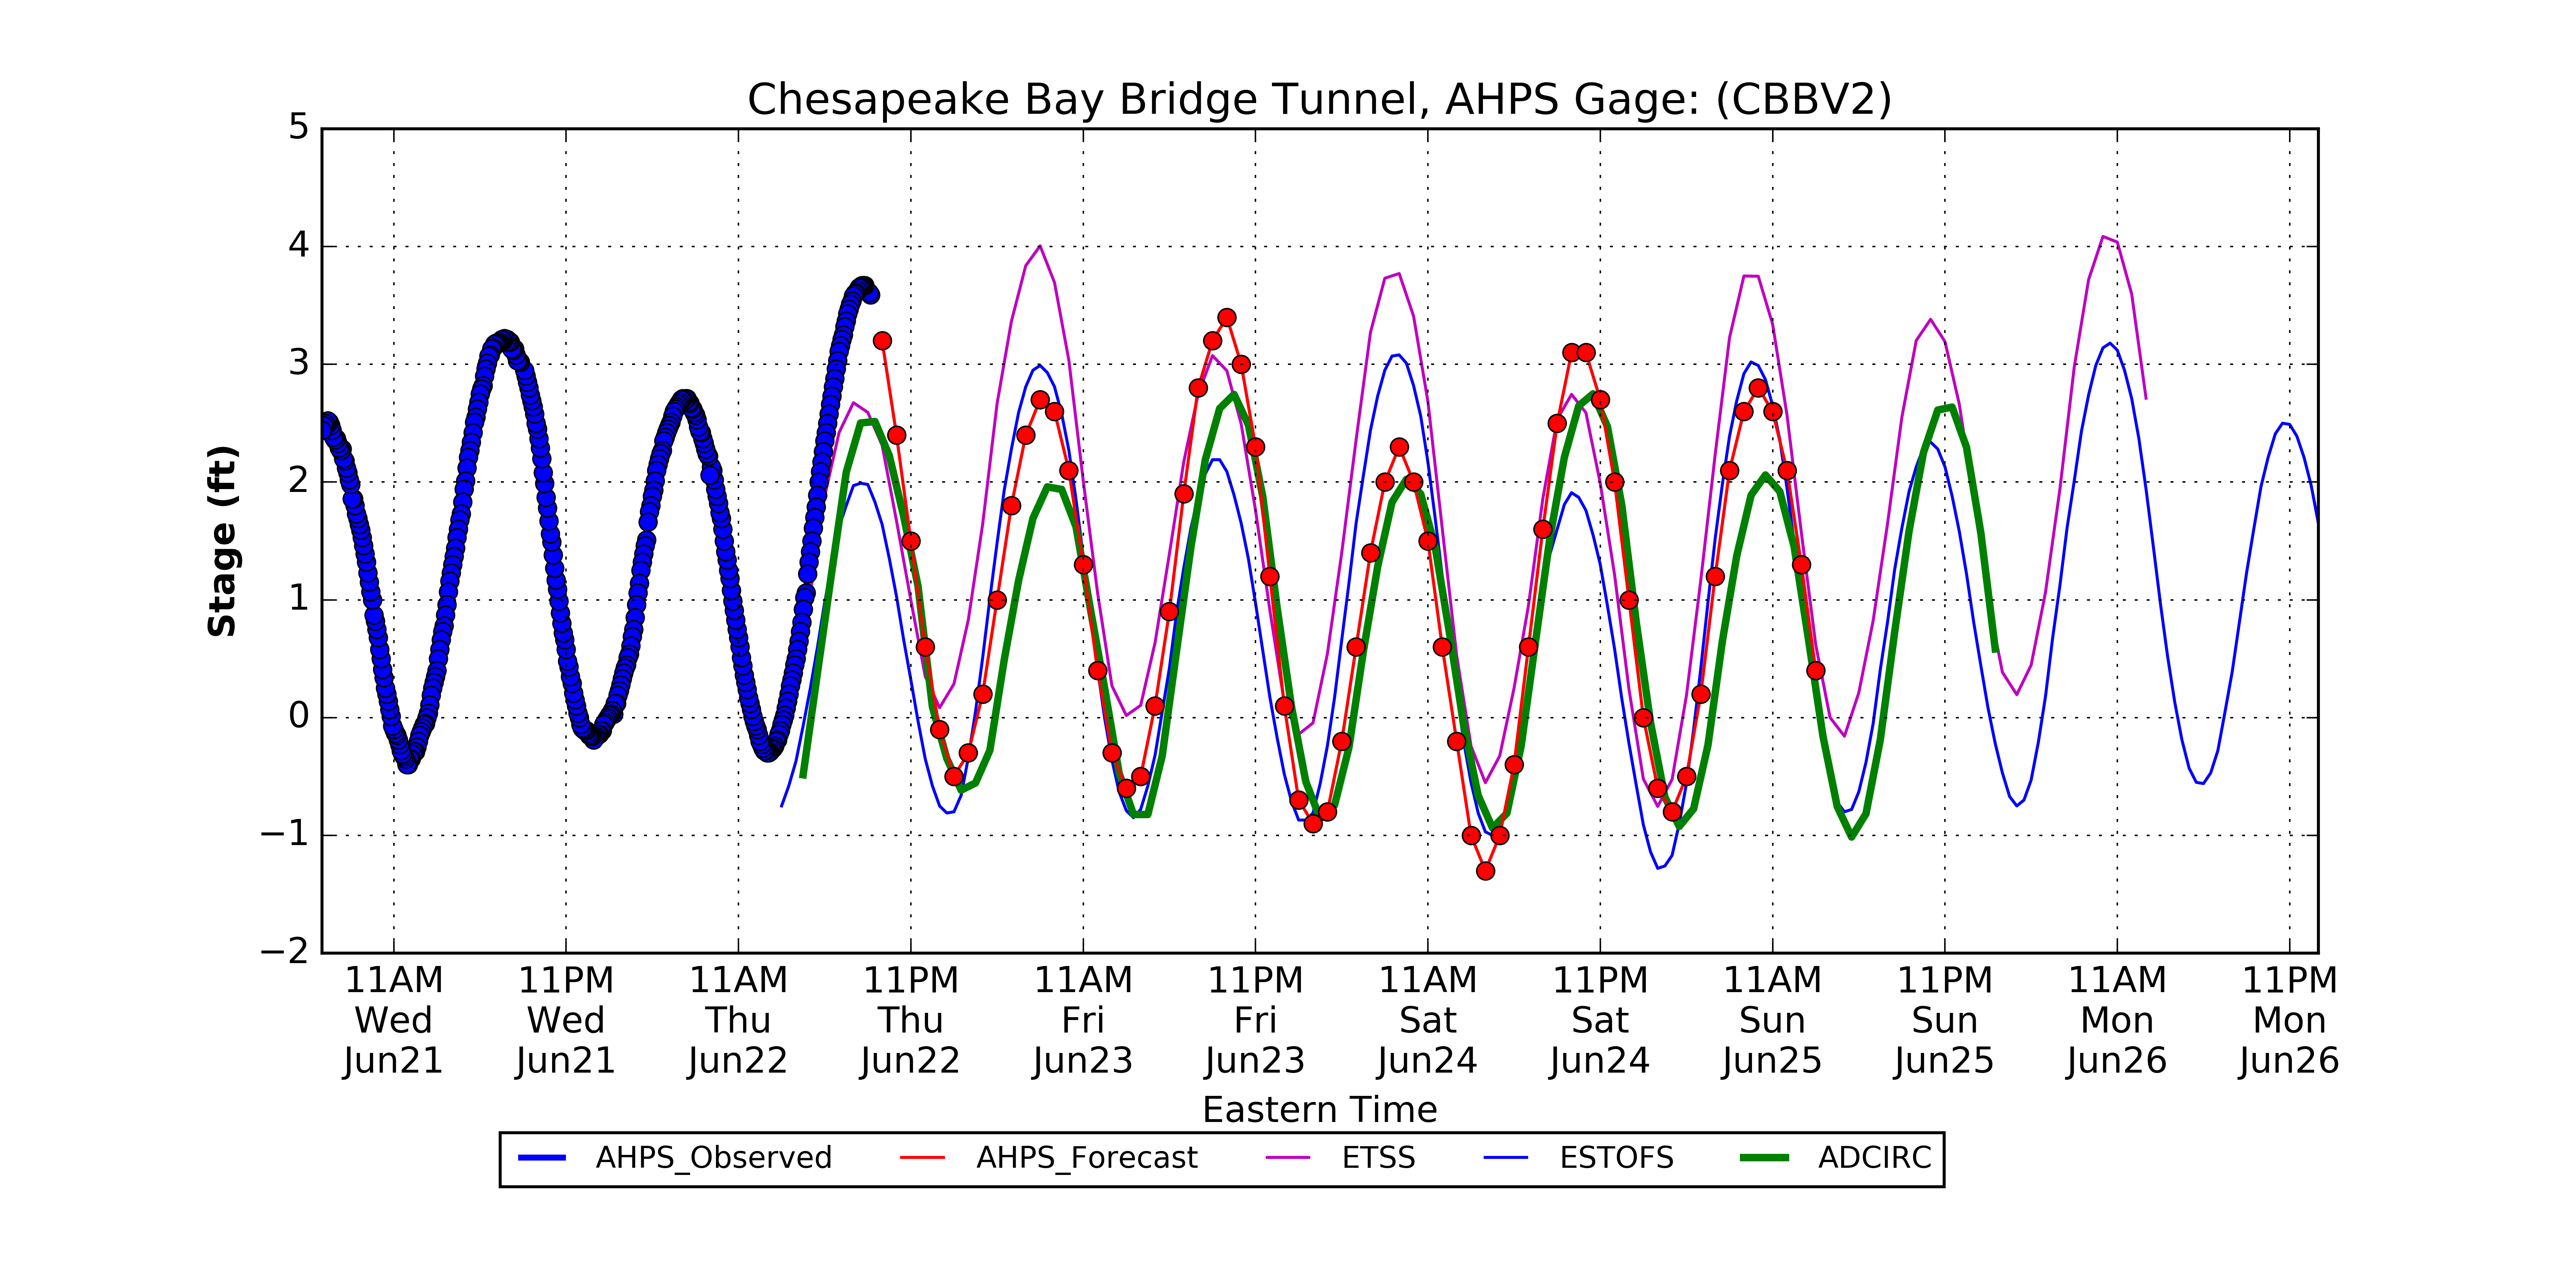 Chesapeake Bay Bridge Tunnel, AHPS Gage: (CBBV2)
5
4
3
2
1
0
−1
−2
Stage (ft)
11AM 11PM 11AM 11PM 11AM 11PM 11AM 11PM 11AM 11PM 11AM 11PM
Wed Wed Thu Thu Fri Fri Sat Sat Sun Sun Mon Mon
Jun21 Jun21 Jun22 Jun22 Jun23 Jun23 Jun24 Jun24 Jun25 Jun25 Jun26 Jun26
Eastern Time
AHPS_Observed AHPS_Forecast ETSS ESTOFS ADCIRC